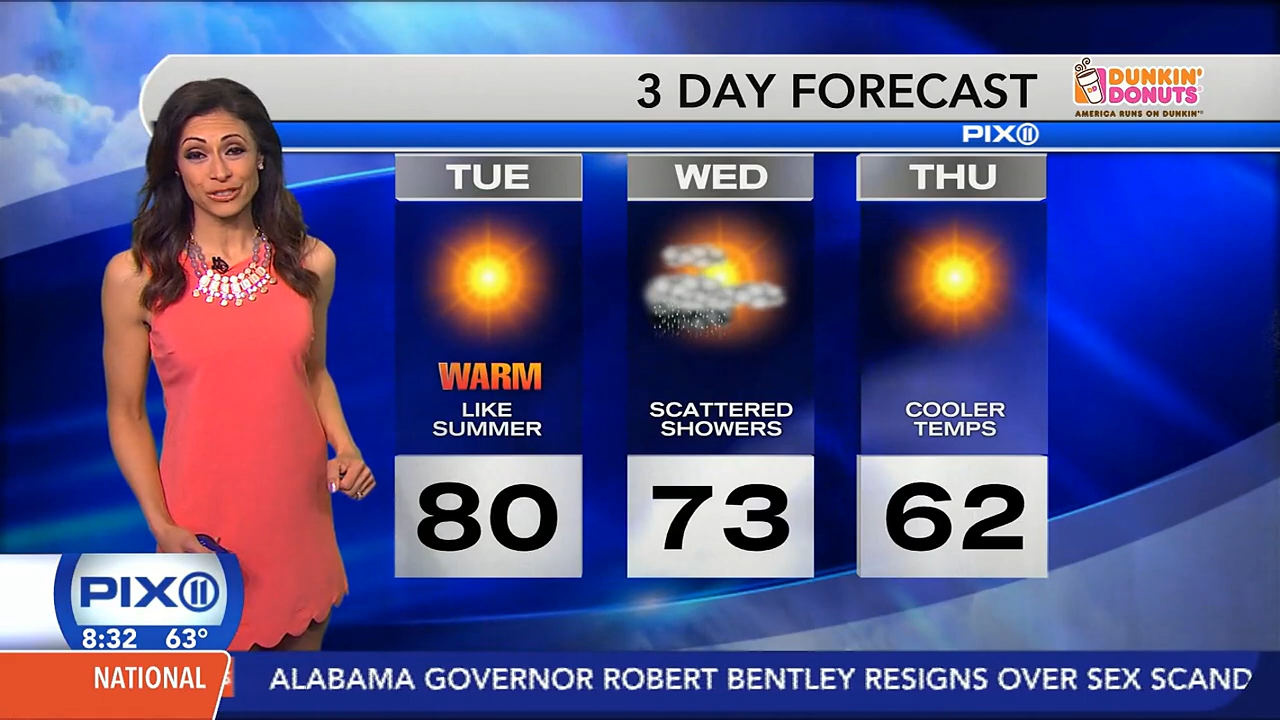 3 DAY FORECAST
DUNKIN'
DONUTS
AMERICA RUNS ON DUNKIN'
PIX11
TUE
WED
THU
WARM
LIKE
SUMMER
SCATTERED
SHOWERS
COOLER
TEMPS
80
73
62
PIX11
8:32 63°
NATIONAL
ALABAMA GOVERNOR ROBERT BENTLEY RESIGNS OVER SEX SCAND